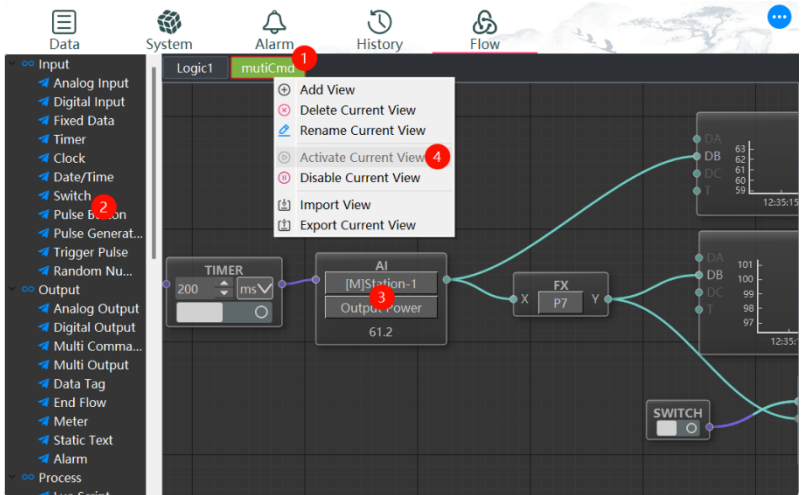 Data
System
Alarm
History
Flow
Input
Analog Input
Digital Input
Fixed Data
Timer
Clock
Date/Time
Switch
Pulse
Pulse Generat...
Trigger Pulse
Random Nu...
Output
Analog Output
Digital Output
Multi Comma...
Multi Output
Data Tag
End Flow
Meter
Static Text
Alarm
Process
2
Logic1
mutiCmd
1
Add View
Delete Current View
Rename Current View
Activate Current View
4
Disable Current View
Import View
Export Current View
TIMER
200
ms
AI
[M]Station-1
Output Power
3
61.2
FX
X
P7
Y
DA
DB
DC
T
63
62
61
60
59
12:35:15
DA
DB
DC
T
101
100
99
98
97
12:35:
SWITCH